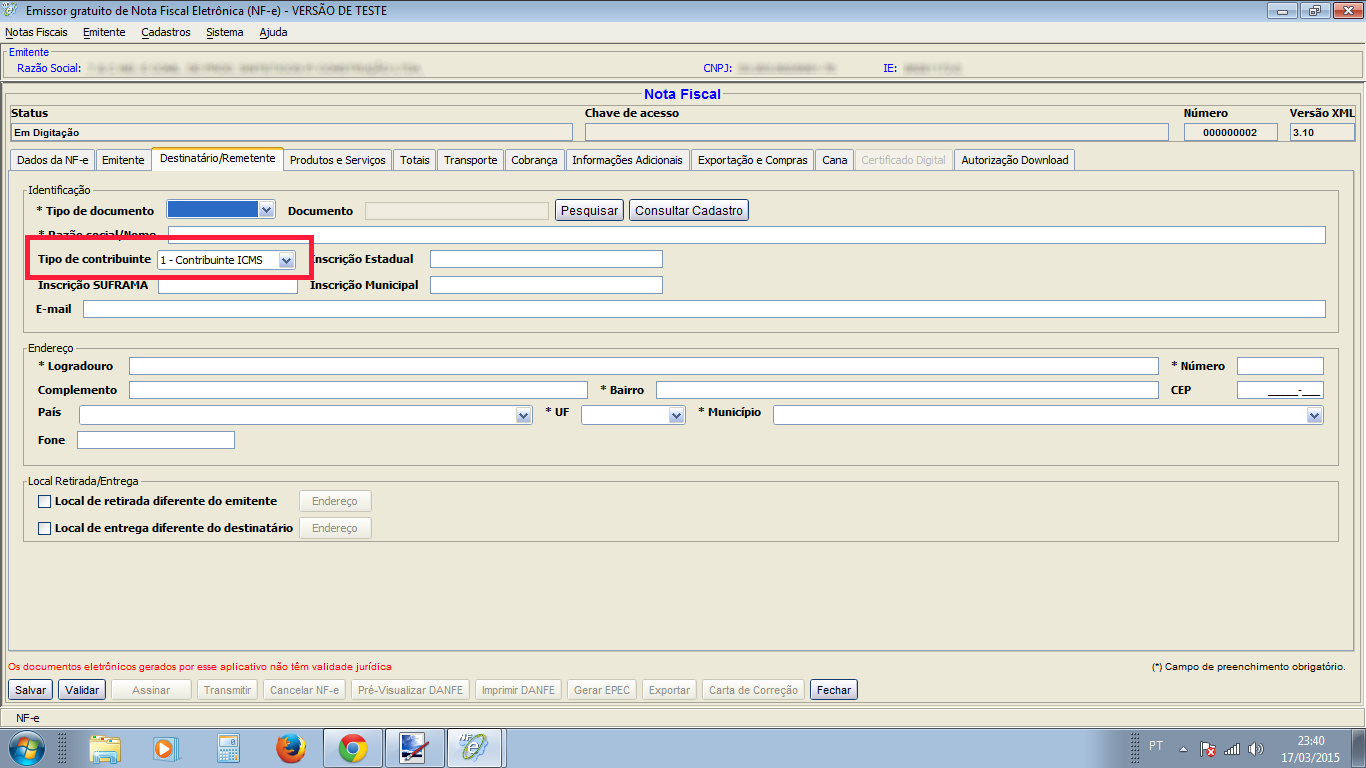 Emissor gratuito de Nota Fiscal Eletrônica (NF-e) - VERSÃO DE TESTE
Notas Fiscais Emitente Cadastros Sistema Ajuda
Emitente
Razão Social: CNPJ: IE:
Nota Fiscal
Status Chave de acesso Número Versão XML
Em Digitação 000000002 3.10
Dados da NF-e Emitente Destinatário/Remetente Produtos e Serviços Totais Transporte Cobrança Informações Adicionais Exportação e Compras Cana Certificado Digital Autorização Download
Identificação
* Tipo de documento Documento Pesquisar Consultar Cadastro
* Razão social/Nome
Tipo de contribuinte 1 - Contribuinte ICMS Inscrição Estadual
Inscrição SUFRAMA Inscrição Municipal
E-mail
Endereço
* Logradouro * Número
Complemento * Bairro CEP _____-___
País * UF * Município
Fone
Local Retirada/Entrega
Local de retirada diferente do emitente Endereço
Local de entrega diferente do destinatário Endereço
Os documentos eletrônicos gerados por esse aplicativo não têm validade jurídica (*) Campo de preenchimento obrigatório.
Salvar Validar Assinar Transmitir Cancelar NF-e Pré-Visualizar DANFE Imprimir DANFE Gerar EPEC Exportar Carta de Correção Fechar
NF-e
PT 23:40
17/03/2015